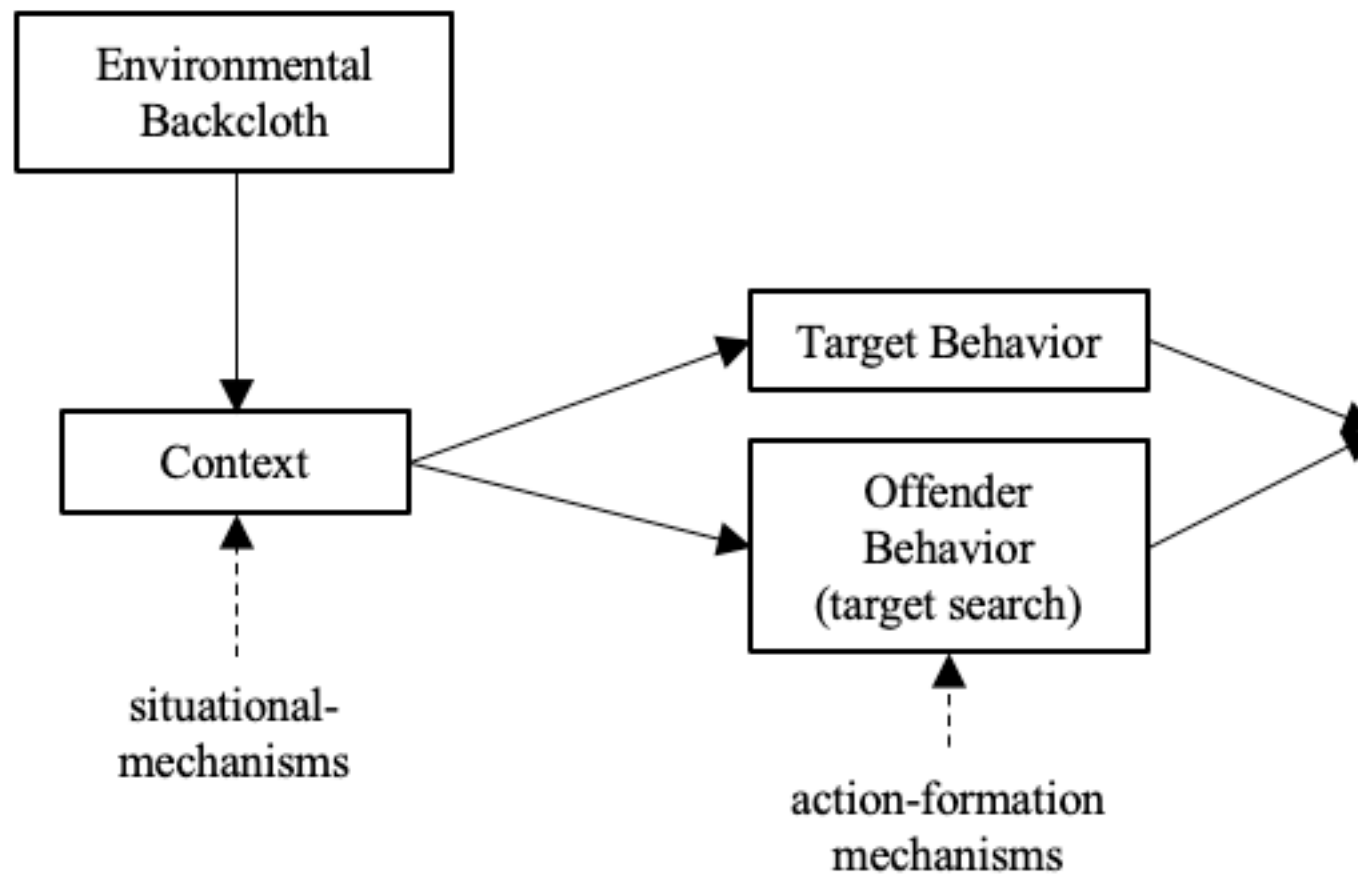 Environmental
Backcloth
Target Behavior
Context
Offender
Behavior
(target search)
situational-
mechanisms
action-formation
mechanisms